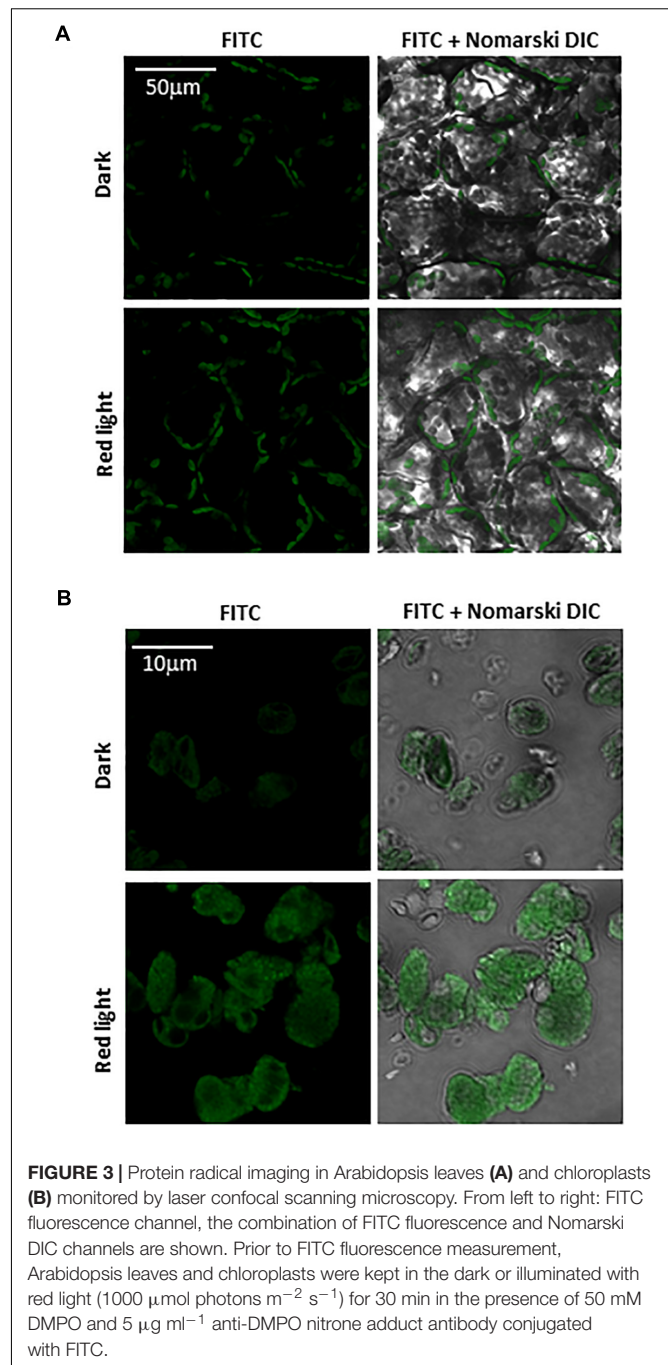 A
FITC
FITC + Nomarski DIC
50µm
Dark
Red light
B
FITC
FITC + Nomarski DIC
10µm
Dark
Red light
FIGURE 3 | Protein radical imaging in Arabidopsis leaves (A) and chloroplasts
(B) monitored by laser confocal scanning microscopy. From left to right: FITC
fluorescence channel, the combination of FITC fluorescence and Nomarski
DIC channels are shown. Prior to FITC fluorescence measurement,
Arabidopsis leaves and chloroplasts were kept in the dark or illuminated with
red light (1000 µmol photons m⁻² s⁻¹) for 30 min in the presence of 50 mM
DMPO and 5 µg ml⁻¹ anti-DMPO nitrone adduct antibody conjugated
with FITC.